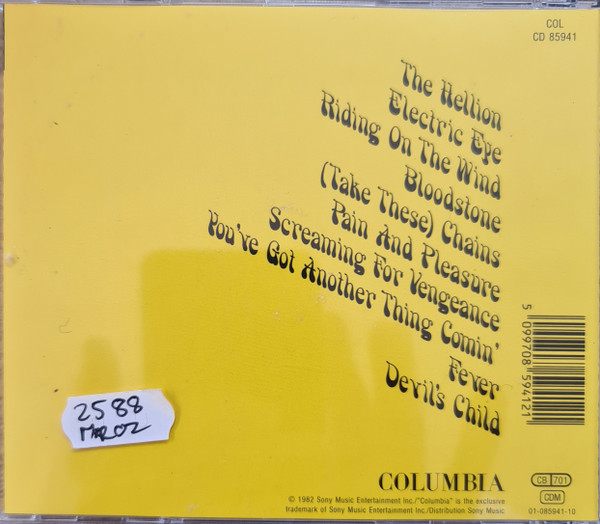 COL
CD 85941
The Hellion
Electric Eye
Riding On The Wind
Bloodstone
(Take These) Chains
Pain And Pleasure
Screaming For Vengeance
You've Got Another Thing Comin'
Fever
Devil's Child
5 099708 594121
2588
COLUMBIA
CB 701
CDM
© 1982 Sony Music Entertainment Inc./"Columbia" is the exclusive
trademark of Sony Music Entertainment Inc./Distribution Sony Music.
01-085941-10